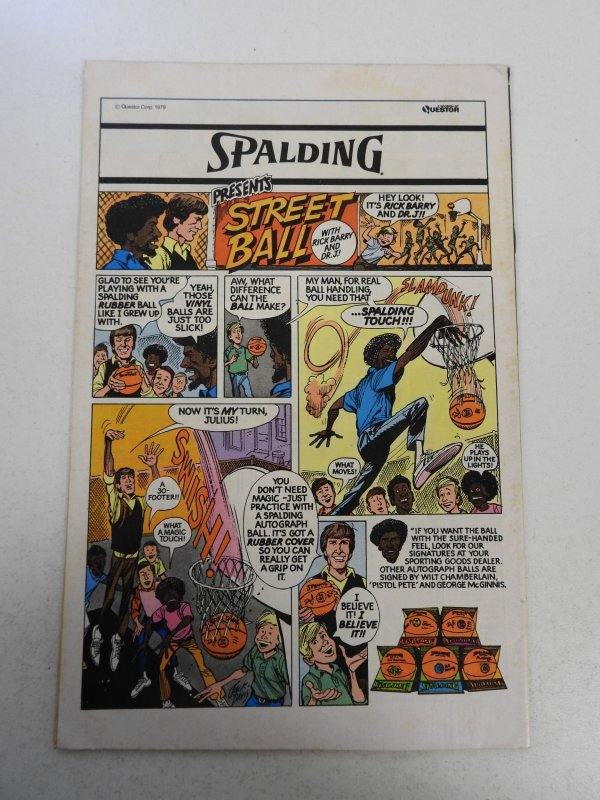 © Questor Corp. 1979
QUESTOR
SPALDING
PRESENTS
STREET
BALL
WITH
RICK BARRY
AND
DR. J!
HEY LOOK!
IT'S RICK BARRY
AND DR. J!!
GLAD TO SEE YOU'RE
PLAYING WITH A
SPALDING
RUBBER BALL
LIKE I GREW UP
WITH.
YEAH,
THOSE
VINYL
BALLS ARE
JUST TOO
SLICK!
AW, WHAT
DIFFERENCE
CAN THE
BALL MAKE?
MY MAN, FOR REAL
BALL HANDLING,
YOU NEED THAT
...SPALDING
TOUCH!!!
SLAMDUNK!
WHAT
MOVES!
HE
PLAYS
UP IN THE
LIGHTS!
NOW IT'S MY TURN,
JULIUS!
SWISH!
A
30-
FOOTER!!
WHAT
A MAGIC
TOUCH!
YOU
DON'T NEED
MAGIC -JUST
PRACTICE WITH
A SPALDING
AUTOGRAPH
BALL. IT'S GOT A
RUBBER COVER
SO YOU CAN
REALLY GET
A GRIP ON
IT.
I
BELIEVE
IT! I
BELIEVE
IT!!
"IF YOU WANT THE BALL
WITH THE SURE-HANDED
FEEL, LOOK FOR OUR
SIGNATURES AT YOUR
SPORTING GOODS DEALER.
OTHER AUTOGRAPH BALLS ARE
SIGNED BY WILT CHAMBERLAIN,
'PISTOL PETE' AND GEORGE McGINNIS.